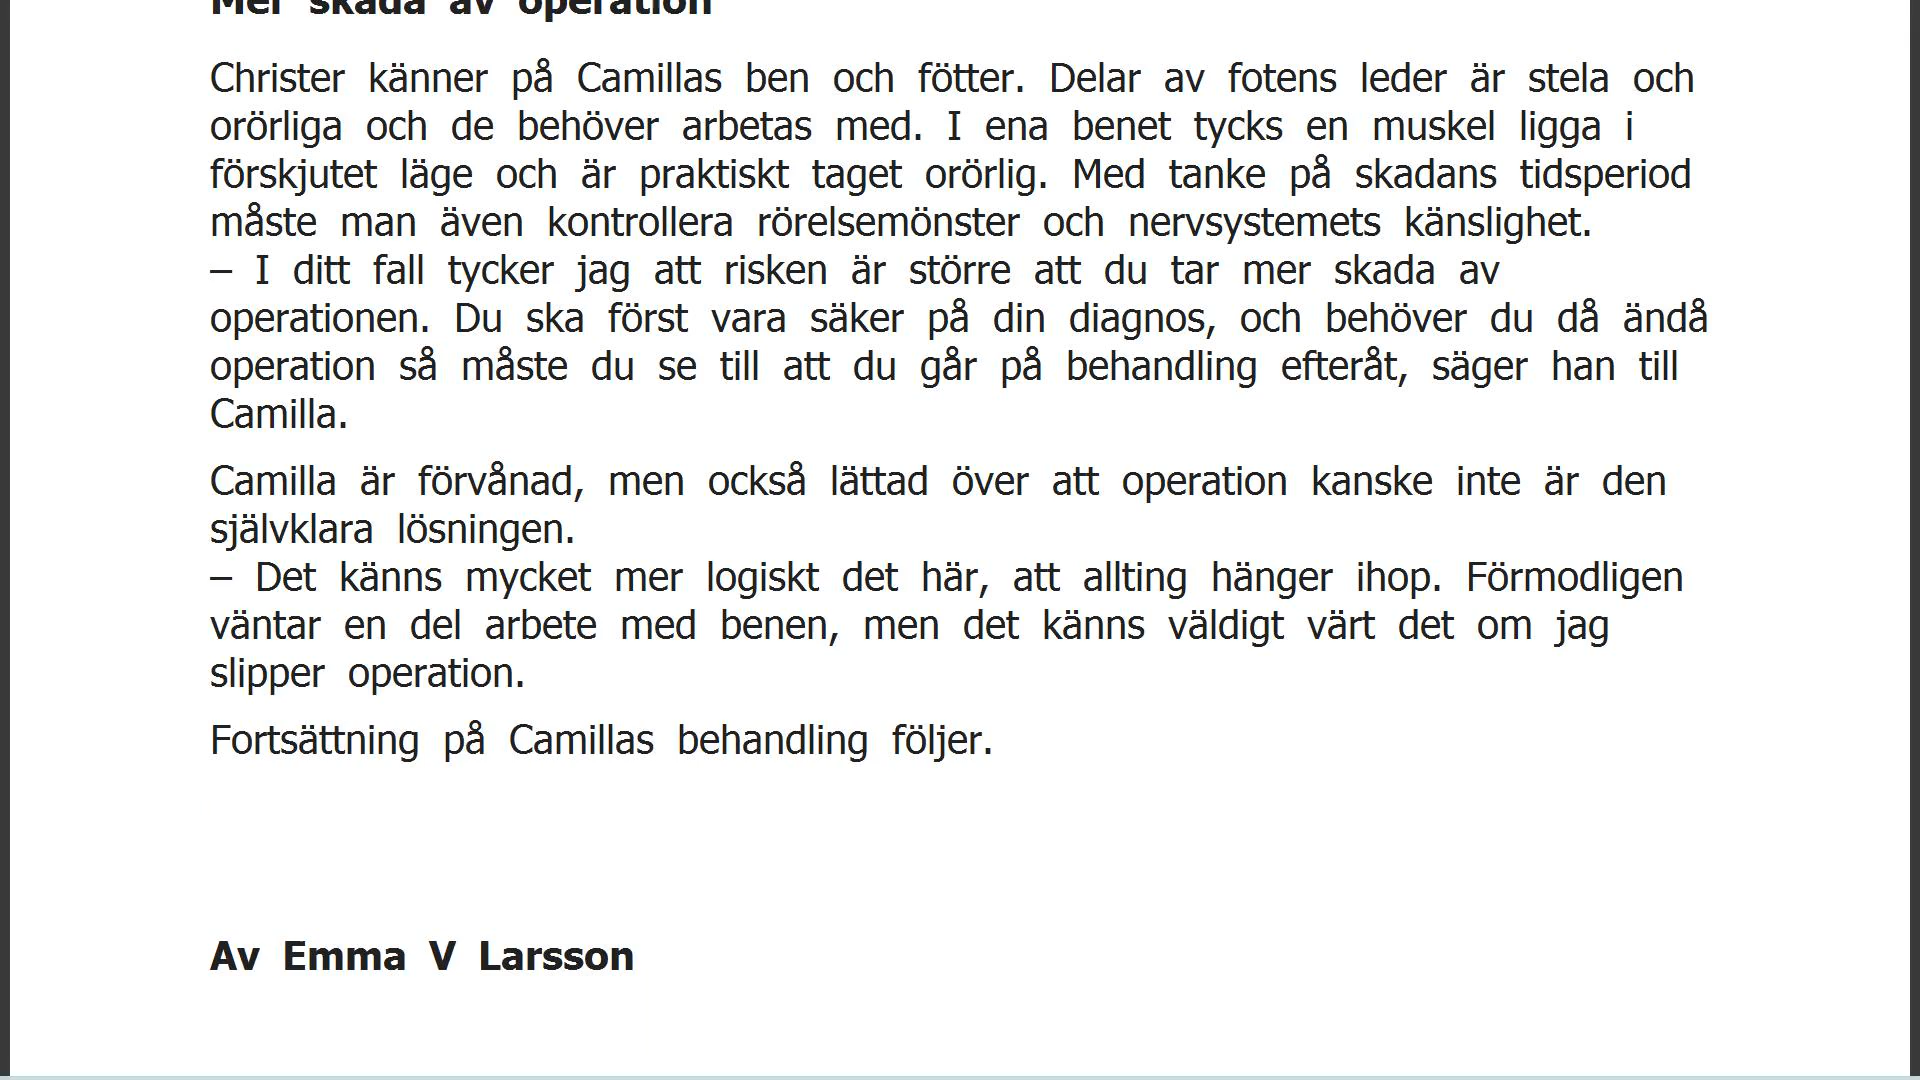 Mer skada av operation
Christer känner på Camillas ben och fötter. Delar av fotens leder är stela och
orörliga och de behöver arbetas med. I ena benet tycks en muskel ligga i
förskjutet läge och är praktiskt taget orörlig. Med tanke på skadans tidsperiod
måste man även kontrollera rörelsemönster och nervsystemets känslighet.
– I ditt fall tycker jag att risken är större att du tar mer skada av
operationen. Du ska först vara säker på din diagnos, och behöver du då ändå
operation så måste du se till att du går på behandling efteråt, säger han till
Camilla.
Camilla är förvånad, men också lättad över att operation kanske inte är den
självklara lösningen.
– Det känns mycket mer logiskt det här, att allting hänger ihop. Förmodligen
väntar en del arbete med benen, men det känns väldigt värt det om jag
slipper operation.
Fortsättning på Camillas behandling följer.
Av Emma V Larsson